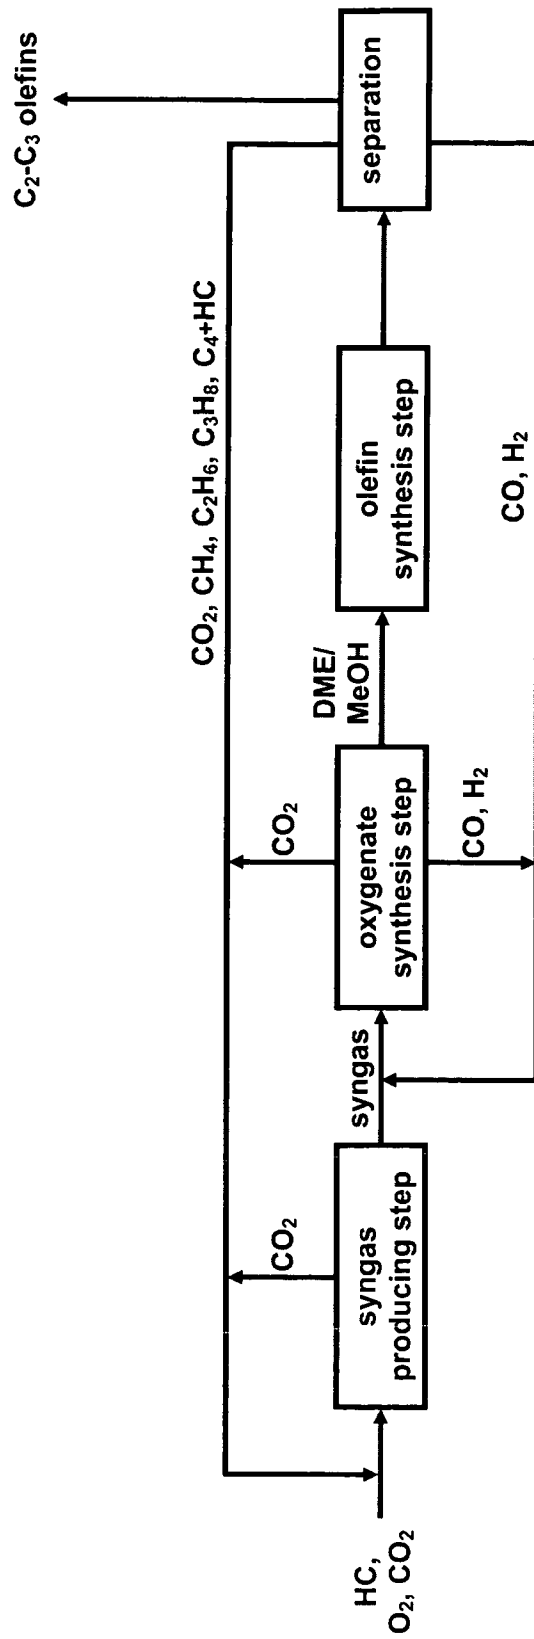 C₂-C₃ olefins
CO₂, CH₄, C₂H₆, C₃H₈, C₄+HC
CO₂
CO₂
HC,
O₂, CO₂
syngas
producing step
syngas
oxygenate
synthesis step
DME/
MeOH
olefin
synthesis step
separation
CO, H₂
CO, H₂